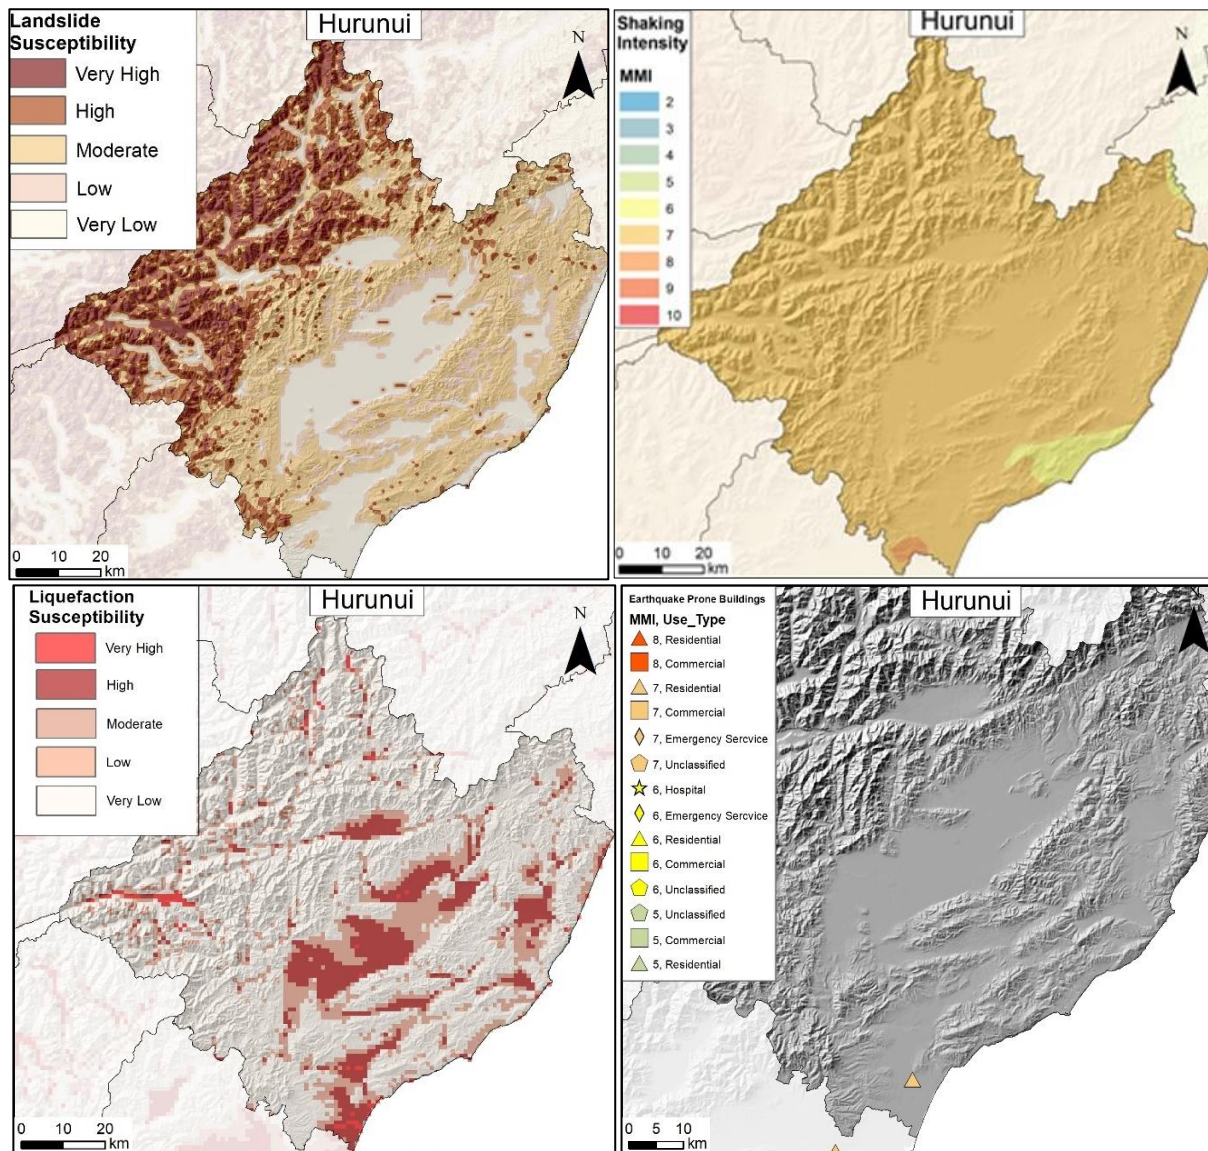 Landslide
Susceptibility
Very High
High
Moderate
Low
Very Low
Hurunui
N
0 10 20
km
Shaking
Intensity
MMI
2
3
4
5
6
7
8
9
10
Hurunui
N
0 10 20
km
Liquefaction
Susceptibility
Very High
High
Moderate
Low
Very Low
Hurunui
N
0 10 20
km
Earthquake Prone Buildings
MMI, Use_Type
8, Residential
8, Commercial
7, Residential
7, Commercial
7, Emergency Sercvice
7, Unclassified
6, Hospital
6, Emergency Sercvice
6, Residential
6, Commercial
6, Unclassified
5, Unclassified
5, Commercial
5, Residential
Hurunui
N
0 5 10
km